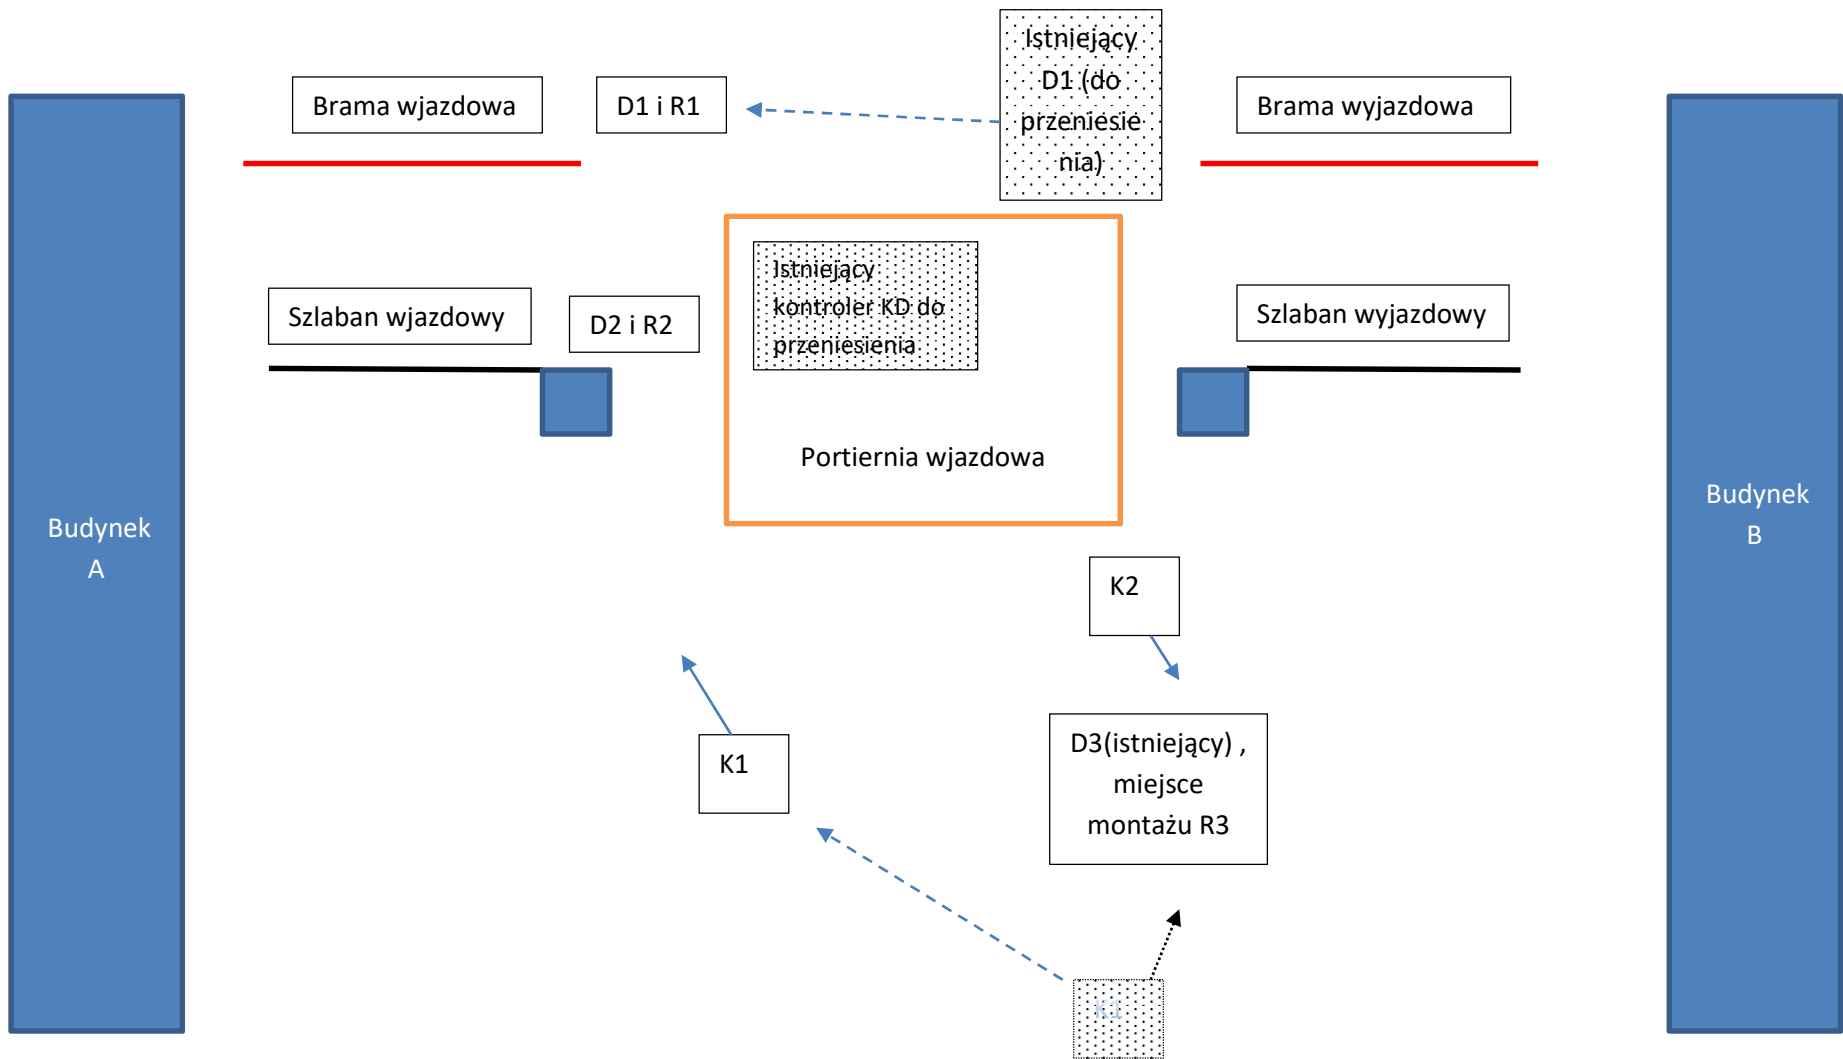 Istniejący
D1 (do
przeniesie
nia)
Brama wjazdowa
D1 i R1
Brama wyjazdowa
Istniejący
kontroler KD do
przeniesienia
Szlaban wjazdowy
D2 i R2
Szlaban wyjazdowy
Portiernia wjazdowa
Budynek
A
Budynek
B
K2
K1
D3(istniejący) ,
miejsce
montażu R3
K1